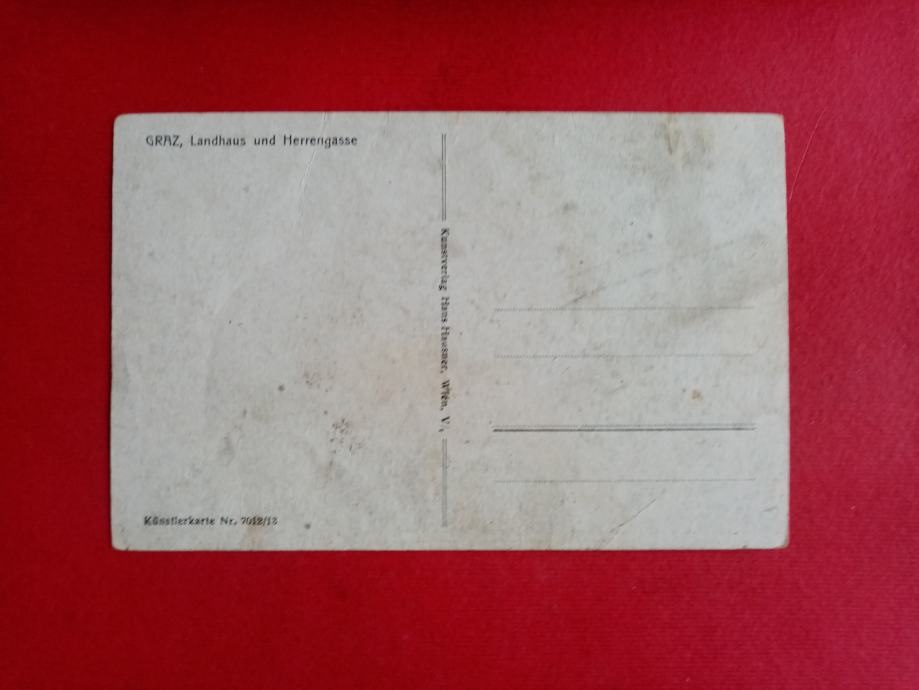 GRAZ, Landhaus und Herrengasse
Kunstverlag Hans Hausner, Wien, V,
Künstlerkarte Nr. 7012/13